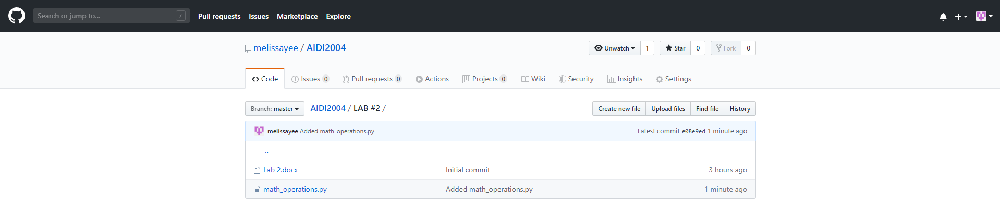 Search or jump to... / Pull requests Issues Marketplace Explore
melissayee / AIDI2004 Unwatch 1 Star 0 Fork 0
Code Issues 0 Pull requests 0 Actions Projects 0 Wiki Security Insights Settings
Branch: master AIDI2004 / LAB #2 / Create new file Upload files Find file History
melissayee Added math_operations.py Latest commit e08e9ed 1 minute ago
..
Lab 2.docx Initial commit 3 hours ago
math_operations.py Added math_operations.py 1 minute ago